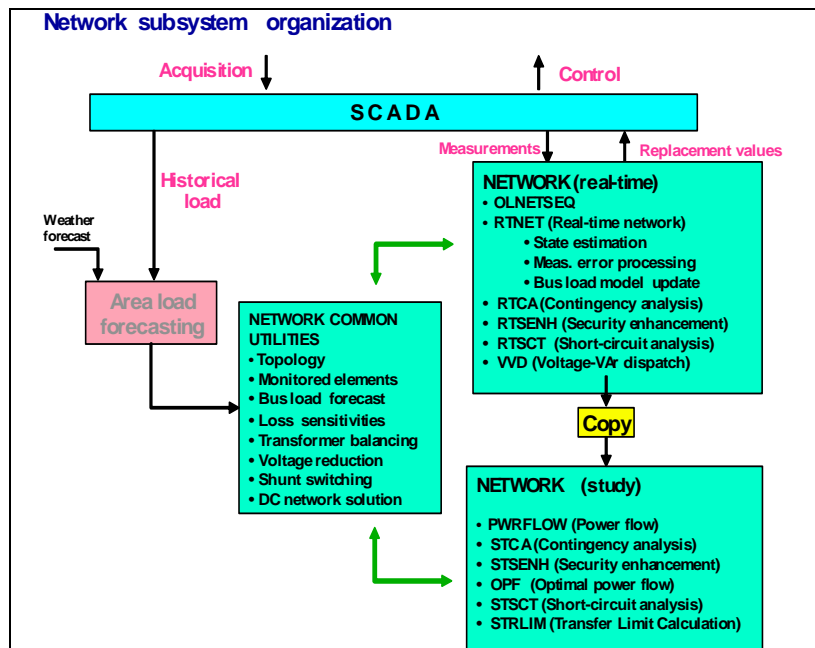 Network subsystem organization
Acquisition
Control
SCADA
Measurements
Replacement values
Historical
load
Weather
forecast
Area load
forecasting
NETWORK COMMON
UTILITIES
• Topology
• Monitored elements
• Bus load forecast
• Loss sensitivities
• Transformer balancing
• Voltage reduction
• Shunt switching
• DC network solution
NETWORK (real-time)
• OLNETSEQ
• RTNET (Real-time network)
• State estimation
• Meas. error processing
• Bus load model update
• RTCA (Contingency analysis)
• RTSENH (Security enhancement)
• RTSCT (Short-circuit analysis)
• VVD (Voltage-VAr dispatch)
Copy
NETWORK (study)
• PWRFLOW (Power flow)
• STCA (Contingency analysis)
• STSENH (Security enhancement)
• OPF (Optimal power flow)
• STSCT (Short-circuit analysis)
• STRLIM (Transfer Limit Calculation)